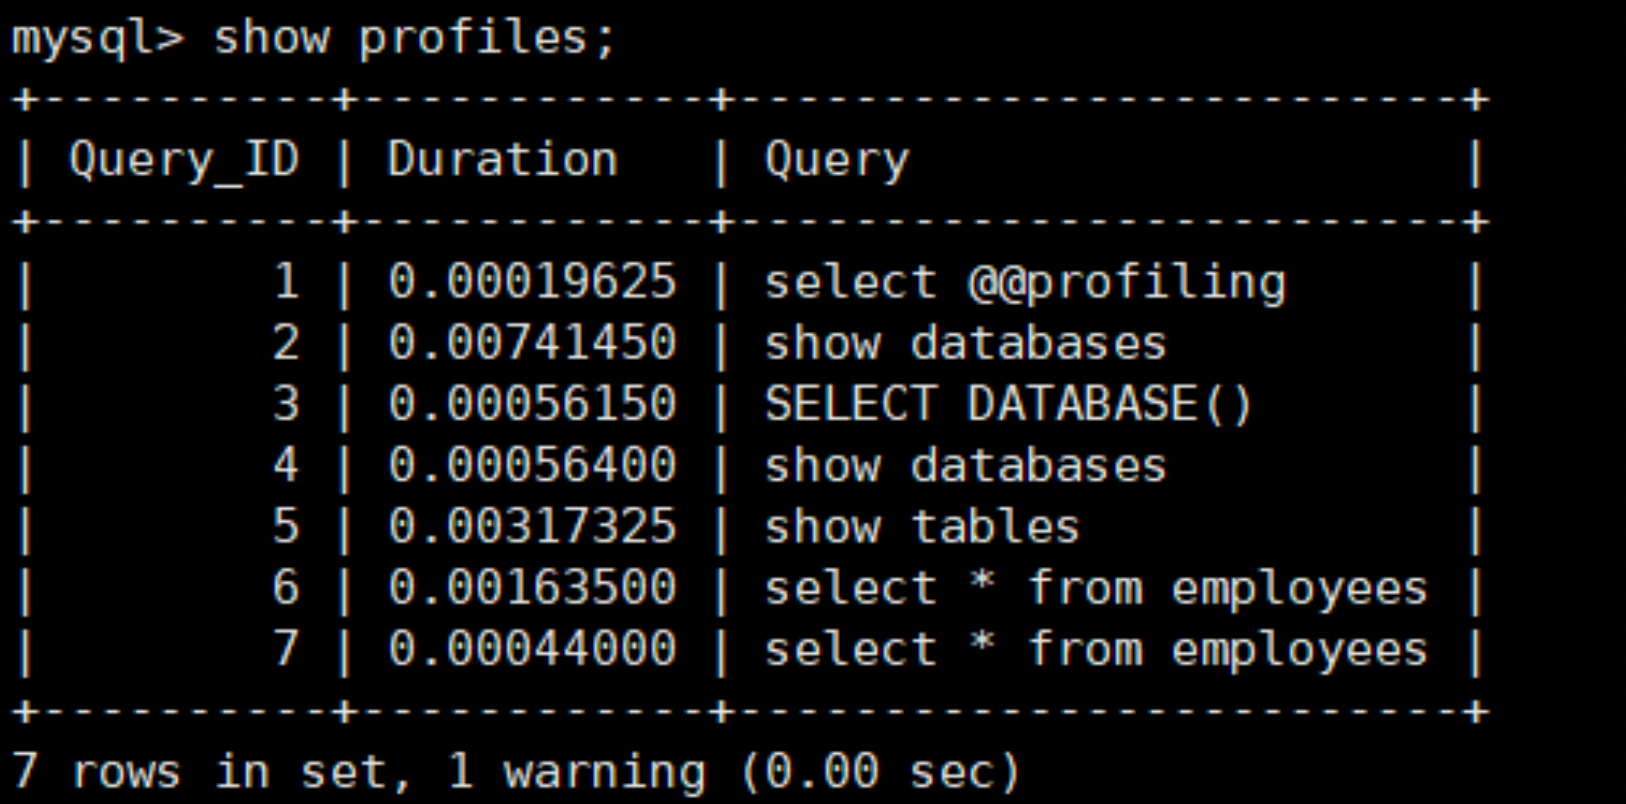 mysql> show profiles;
+----------+------------+-------------------------+
| Query_ID | Duration   | Query                   |
+----------+------------+-------------------------+
|        1 | 0.00019625 | select @@profiling      |
|        2 | 0.00741450 | show databases          |
|        3 | 0.00056150 | SELECT DATABASE()       |
|        4 | 0.00056400 | show databases          |
|        5 | 0.00317325 | show tables             |
|        6 | 0.00163500 | select * from employees |
|        7 | 0.00044000 | select * from employees |
+----------+------------+-------------------------+
7 rows in set, 1 warning (0.00 sec)